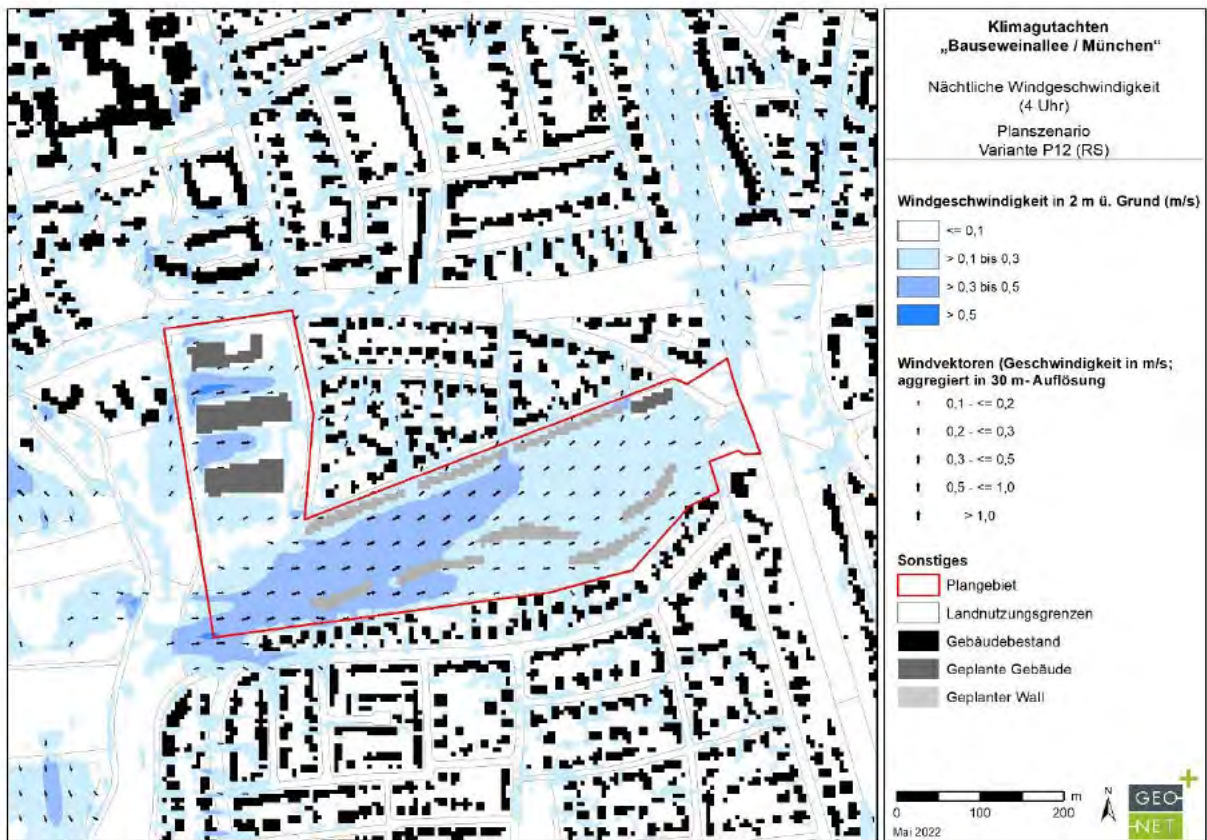 Klimagutachten
„Bauseweinallee / München“
Nächtliche Windgeschwindigkeit
(4 Uhr)
Planszenario
Variante P12 (RS)
Windgeschwindigkeit in 2 m ü. Grund (m/s)
<= 0,1
> 0,1 bis 0,3
> 0,3 bis 0,5
> 0,5
Windvektoren (Geschwindigkeit in m/s;
aggregiert in 30 m- Auflösung
0,1 - <= 0,2
0,2 - <= 0,3
0,3 - <= 0,5
0,5 - <= 1,0
> 1,0
Sonstiges
Plangebiet
Landnutzungsgrenzen
Gebäudebestand
Geplante Gebäude
Geplanter Wall
0 100 200 m
N
Mai 2022
GEO
NET